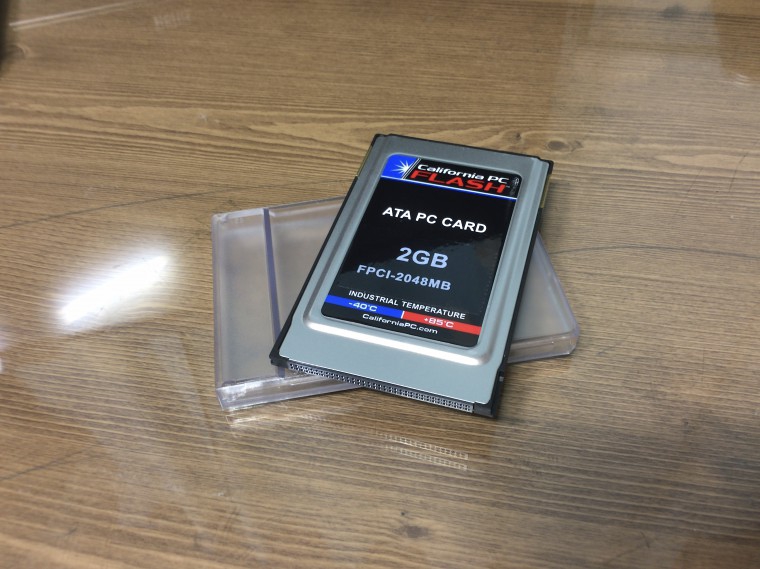 California PC
FLASH
ATA PC CARD
2GB
FPCI-2048MB
INDUSTRIAL TEMPERATURE
-40°C +85°C
CaliforniaPC.com